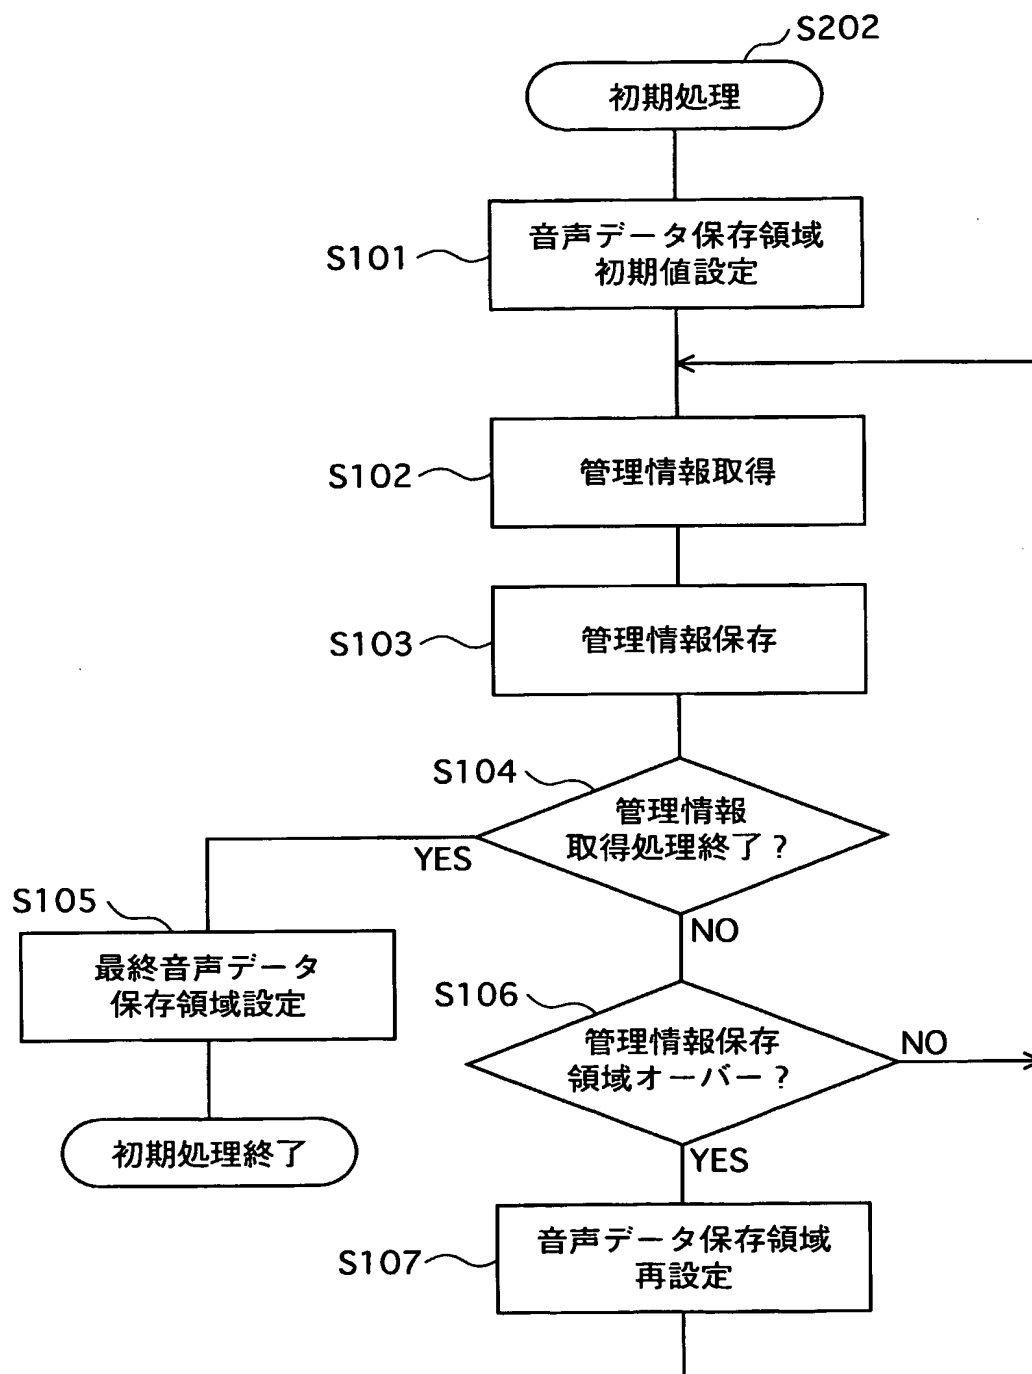 S202
初期処理
S101
音声データ保存領域
初期値設定
S102
管理情報取得
S103
管理情報保存
S104
管理情報
取得処理終了?
YES
NO
S105
最終音声データ
保存領域設定
S106
管理情報保存
領域オーバー?
NO
初期処理終了
YES
S107
音声データ保存領域
再設定